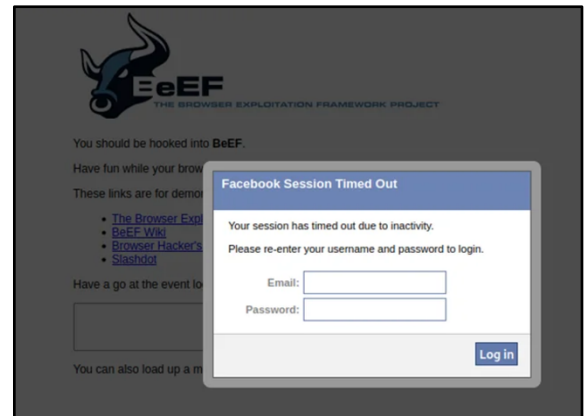 BeEF
THE BROWSER EXPLOITATION FRAMEWORK PROJECT
You should be hooked into BeEF.
Have fun while your brow
These links are for demo
The Browser Expl
BeEF Wiki
Browser Hacker's
Slashdot
Have a go at the event lo
You can also load up a m
Facebook Session Timed Out
Your session has timed out due to inactivity.
Please re-enter your username and password to login.
Email:
Password:
Log in